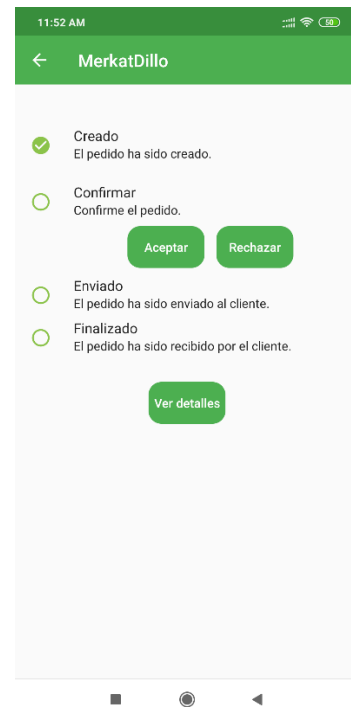 11:52 AM 50
MerkatDillo
Creado
El pedido ha sido creado.
Confirmar
Confirme el pedido.
Aceptar Rechazar
Enviado
El pedido ha sido enviado al cliente.
Finalizado
El pedido ha sido recibido por el cliente.
Ver detalles